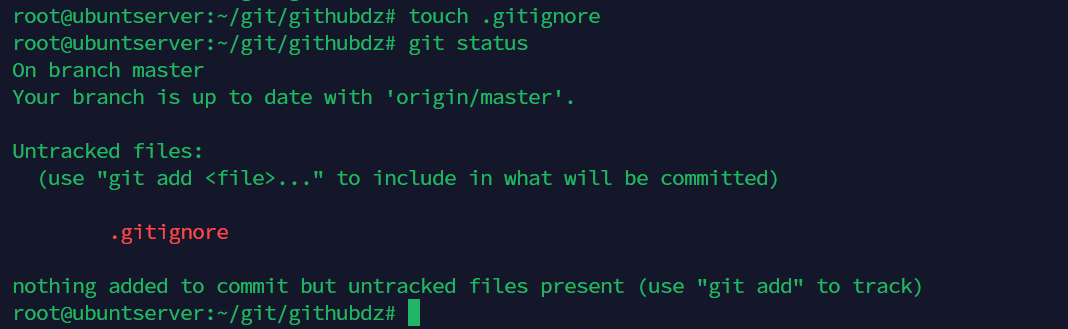 root@ubuntserver:~/git/githubdz# touch .gitignore
root@ubuntserver:~/git/githubdz# git status
On branch master
Your branch is up to date with 'origin/master'.
Untracked files:
(use "git add <file>..." to include in what will be committed)
.gitignore
nothing added to commit but untracked files present (use "git add" to track)
root@ubuntserver:~/git/githubdz#